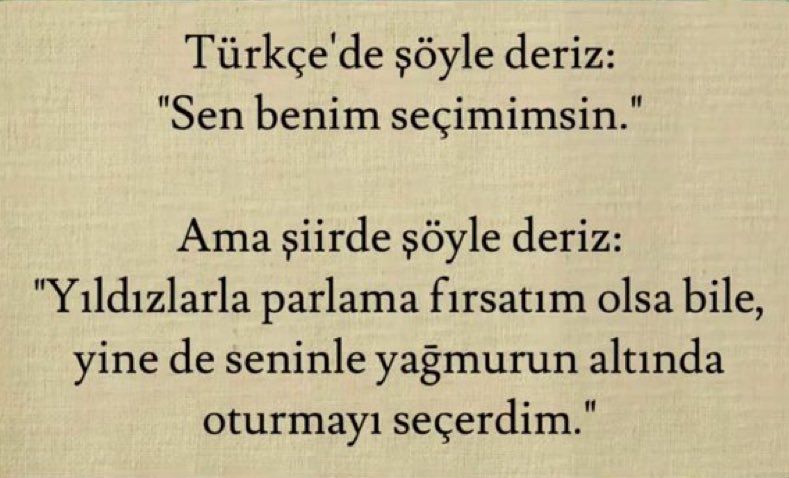 Türkçe'de şöyle deriz:
"Sen benim seçimimsin."
Ama şiirde şöyle deriz:
"Yıldızlarla parlama fırsatım olsa bile,
yine de seninle yağmurun altında
oturmayı seçerdim."